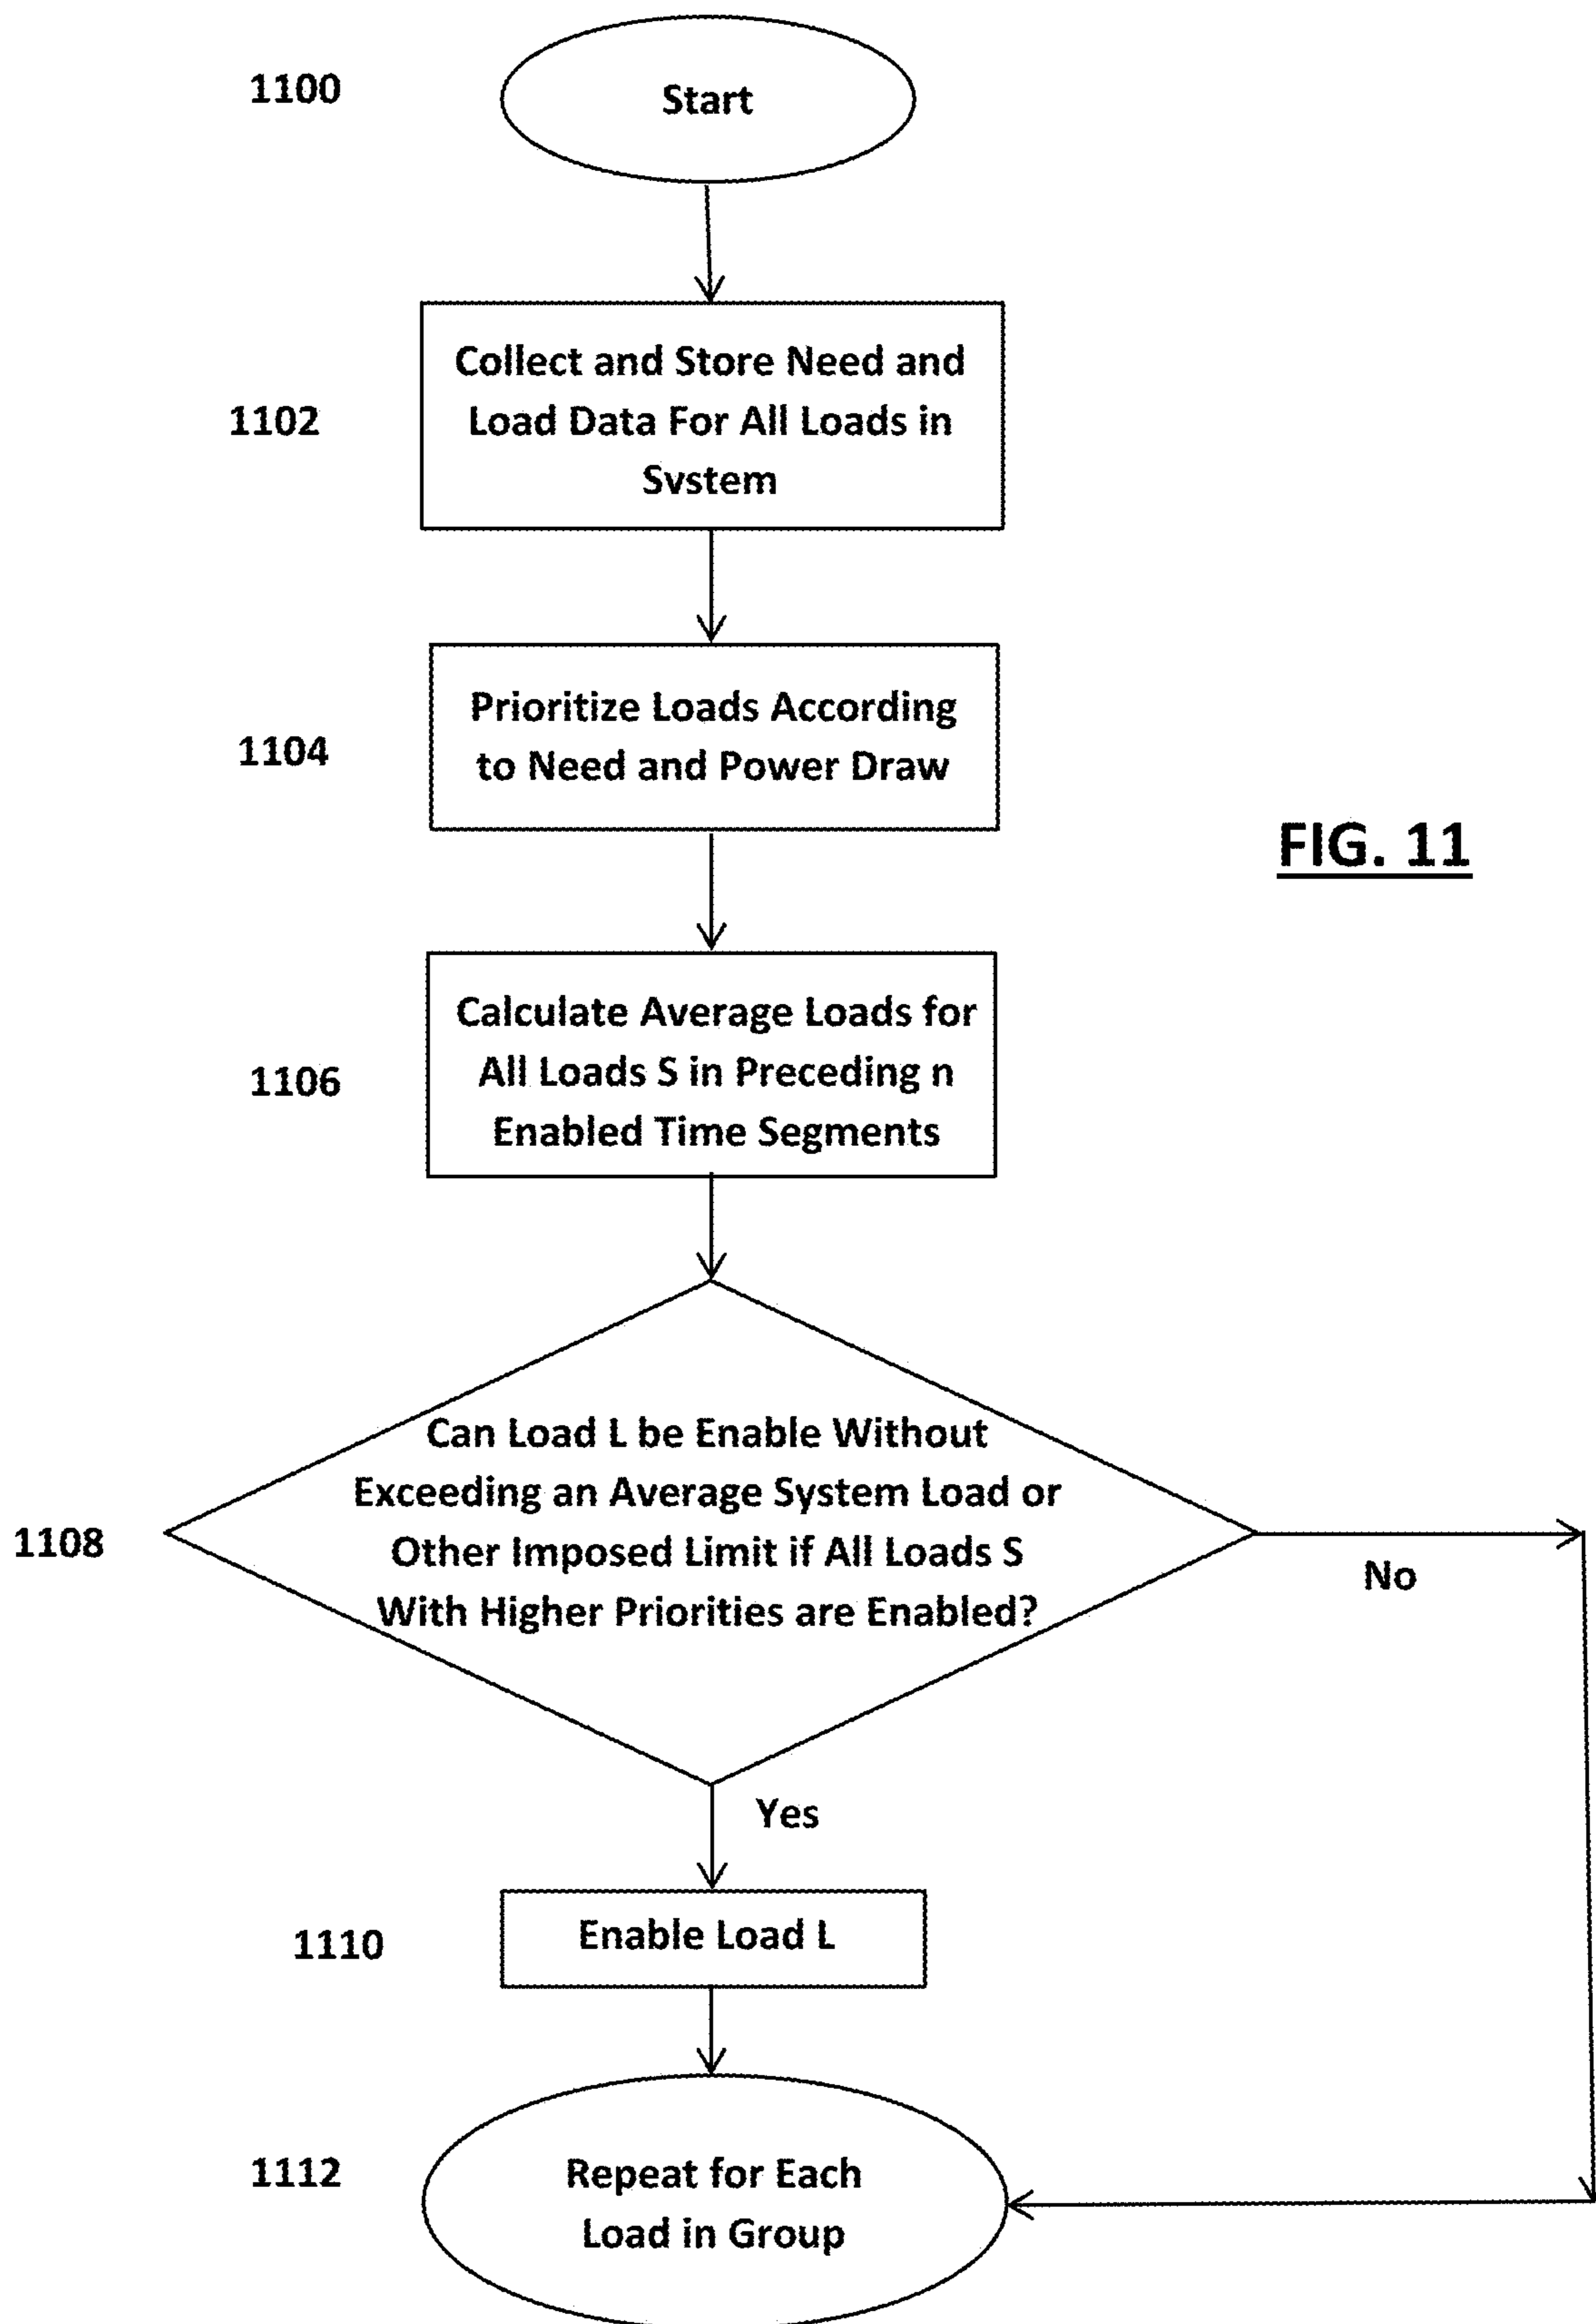 1100
Start
1102
Collect and Store Need and
Load Data For All Loads in
System
1104
Prioritize Loads According
to Need and Power Draw
FIG. 11
1106
Calculate Average Loads for
All Loads S in Preceding n
Enabled Time Segments
1108
Can Load L be Enable Without
Exceeding an Average System Load or
Other Imposed Limit if All Loads S
With Higher Priorities are Enabled?
No
Yes
1110
Enable Load L
1112
Repeat for Each
Load in Group